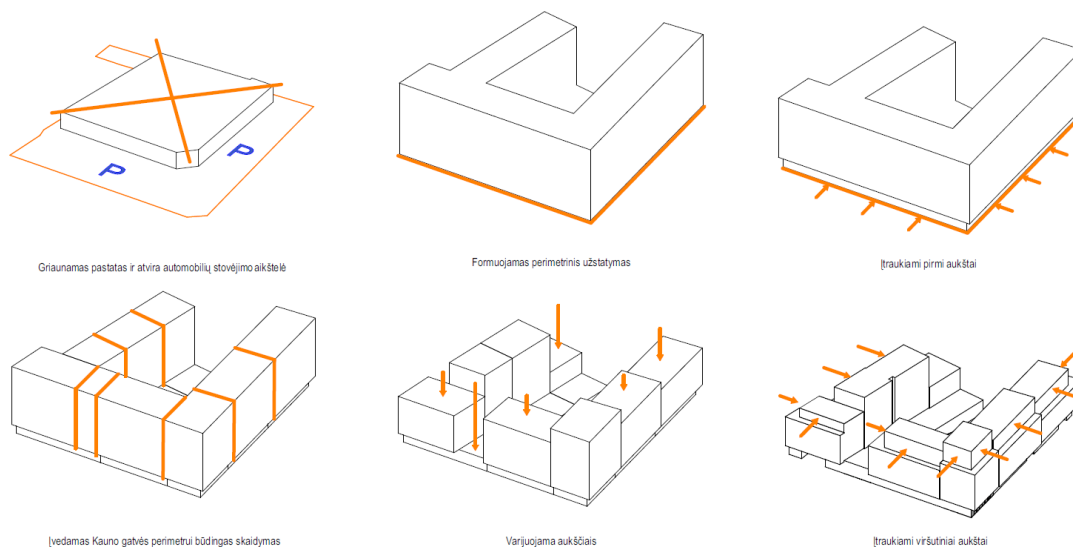 P
P
Griaunamas pastatas ir atvira automobilių stovėjimo aikštelė
Formuojamas perimetrinis užstatymas
Įtraukiami pirmi aukštai
Įvedamas Kauno gatvės perimetrui būdingas skaidymas
Varijuojama aukščiais
Įtraukiami viršutiniai aukštai